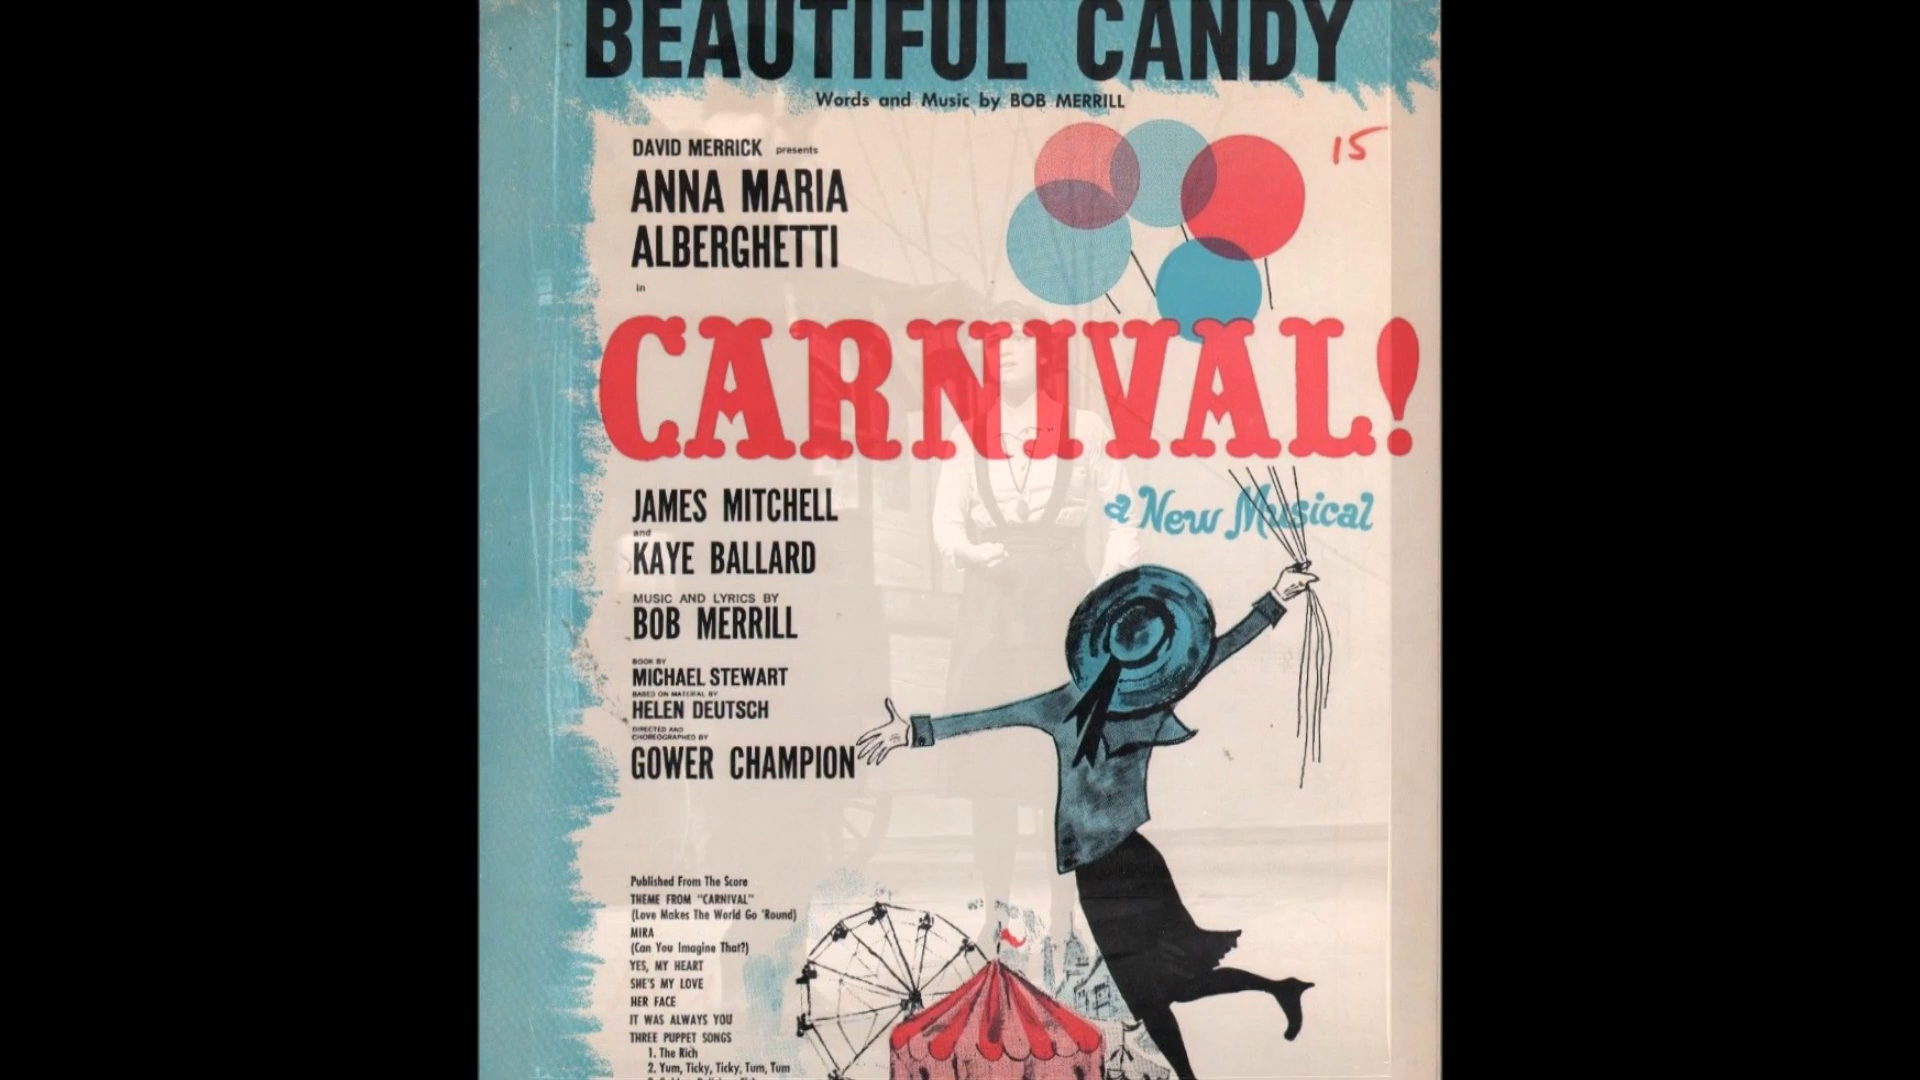 BEAUTIFUL CANDY
Words and Music by BOB MERRILL
15
DAVID MERRICK presents
ANNA MARIA
ALBERGHETTI
in
CARNIVAL!
a New Musical
JAMES MITCHELL
and
KAYE BALLARD
MUSIC AND LYRICS BY
BOB MERRILL
BOOK BY
MICHAEL STEWART
BASED ON MATERIAL BY
HELEN DEUTSCH
DIRECTED AND
CHOREOGRAPHED BY
GOWER CHAMPION
Published From The Score
THEME FROM "CARNIVAL"
(Love Makes The World Go 'Round)
MIRA
(Can You Imagine That?)
YES, MY HEART
SHE'S MY LOVE
HER FACE
IT WAS ALWAYS YOU
THREE PUPPET SONGS
1. The Rich
2. Yum, Ticky, Ticky, Tum, Tum